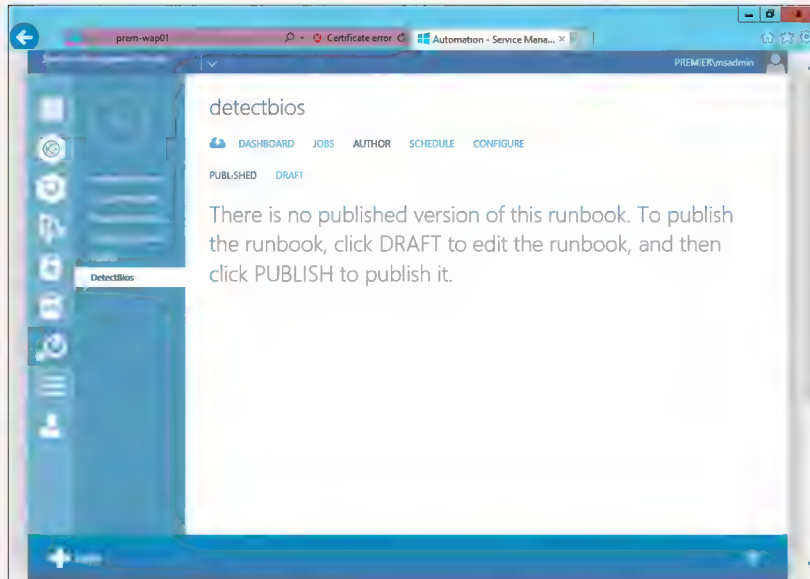 prem-wap01
Certificate error
Automation - Service Mana...
PREMIER\msadmin
detectbios
DASHBOARD JOBS AUTHOR SCHEDULE CONFIGURE
PUBLISHED DRAFT
There is no published version of this runbook. To publish
the runbook, click DRAFT to edit the runbook, and then
click PUBLISH to publish it.
DetectBios